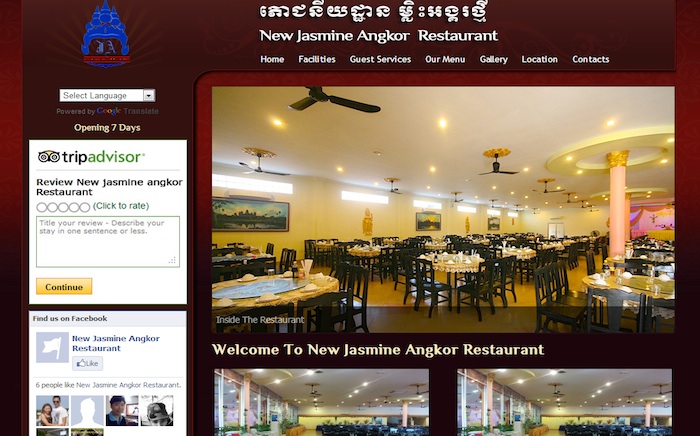 ភោជនីយដ្ឋាន ម្លិះអង្គរថ្មី
New Jasmine Angkor Restaurant
Home Facilities Guest Services Our Menu Gallery Location Contacts
Select Language
Powered by Google Translate
Opening 7 Days
tripadvisor®
Review New Jasmine angkor
Restaurant
(Click to rate)
Title your review - Describe your
stay in one sentence or less.
Continue
Inside The Restaurant
Find us on Facebook
New Jasmine Angkor
Restaurant
Like
6 people like New Jasmine Angkor Restaurant.
Welcome To New Jasmine Angkor Restaurant